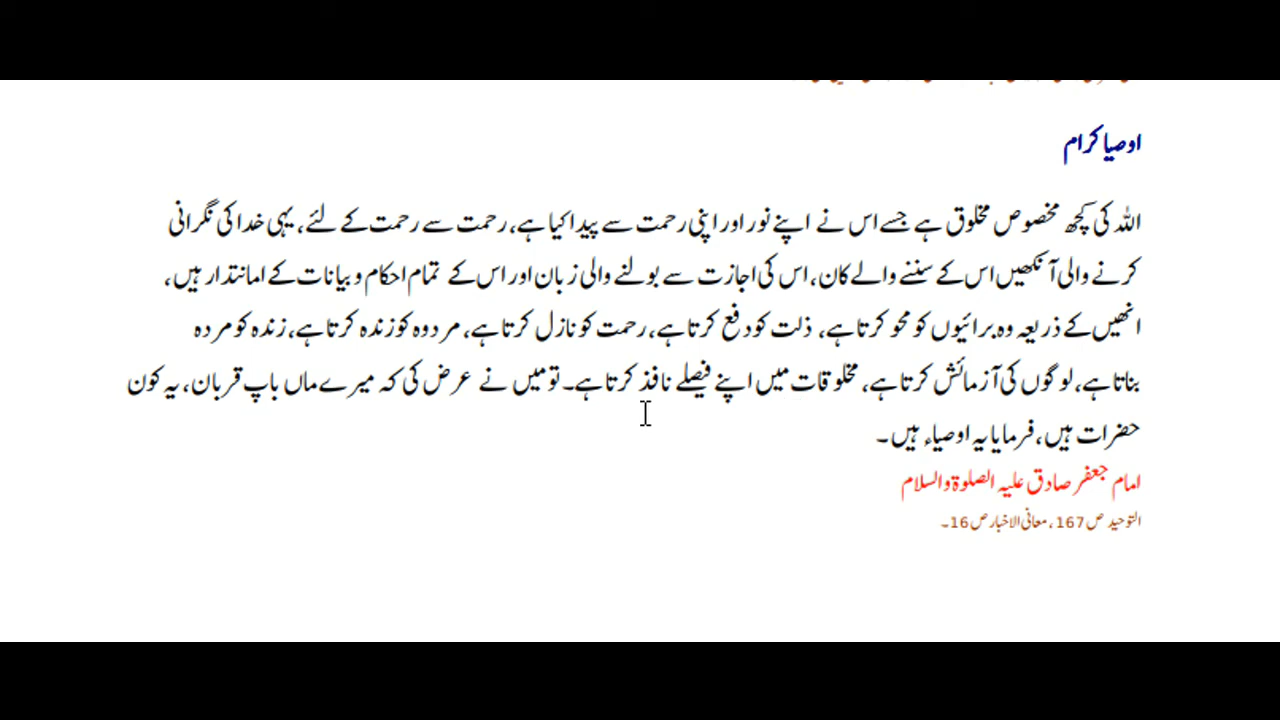 اوصیا کرام
اللہ کی کچھ مخصوص مخلوق ہے جسے اس نے اپنے نور اور اپنی رحمت سے پیدا کیا ہے، رحمت سے رحمت کے لئے، یہی خدا کی نگرانی
کرنے والی آنکھیں اس کے سننے والے کان، اس کی اجازت سے بولنے والی زبان اور اس کے تمام احکام و بیانات کے امانتدار ہیں،
انھیں کے ذریعہ وہ برائیوں کو محو کرتا ہے، ذلت کو دفع کرتا ہے، رحمت کو نازل کرتا ہے، مردوہ کو زندہ کرتا ہے، زندہ کو مردہ
بناتا ہے، لوگوں کی آزمائش کرتا ہے، مخلوقات میں اپنے فیصلے نافذ کرتا ہے۔ تو میں نے عرض کی کہ میرے ماں باپ قربان، یہ کون
حضرات ہیں، فرمایا یہ اوصیاء ہیں۔
امام جعفر صادق علیہ الصلوۃ والسلام
التوحید ص 167 ، معانی الاخبار ص 16۔